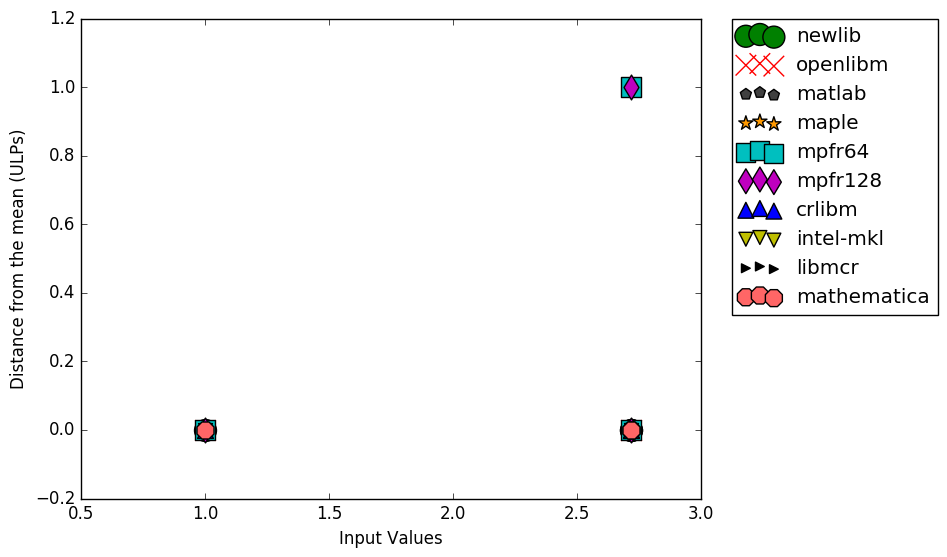 1.2
1.0
0.8
0.6
0.4
0.2
0.0
−0.2
0.5 1.0 1.5 2.0 2.5 3.0
Input Values
Distance from the mean (ULPs)
newlib
openlibm
matlab
maple
mpfr64
mpfr128
crlibm
intel-mkl
libmcr
mathematica